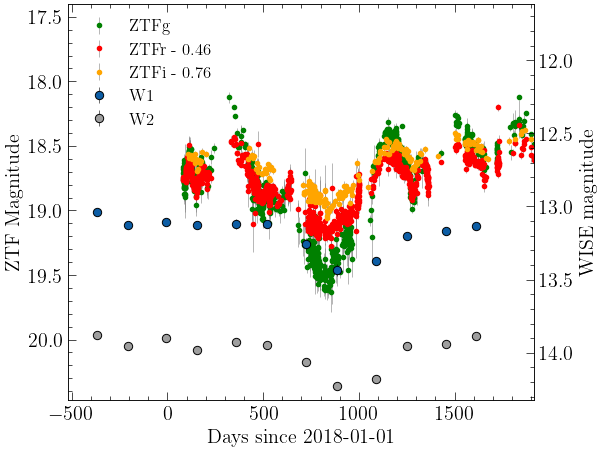 ZTFg
ZTFr - 0.46
ZTFi - 0.76
W1
W2
17.5
18.0
18.5
19.0
19.5
20.0
ZTF Magnitude
12.0
12.5
13.0
13.5
14.0
WISE magnitude
−500
0
500
1000
1500
Days since 2018-01-01